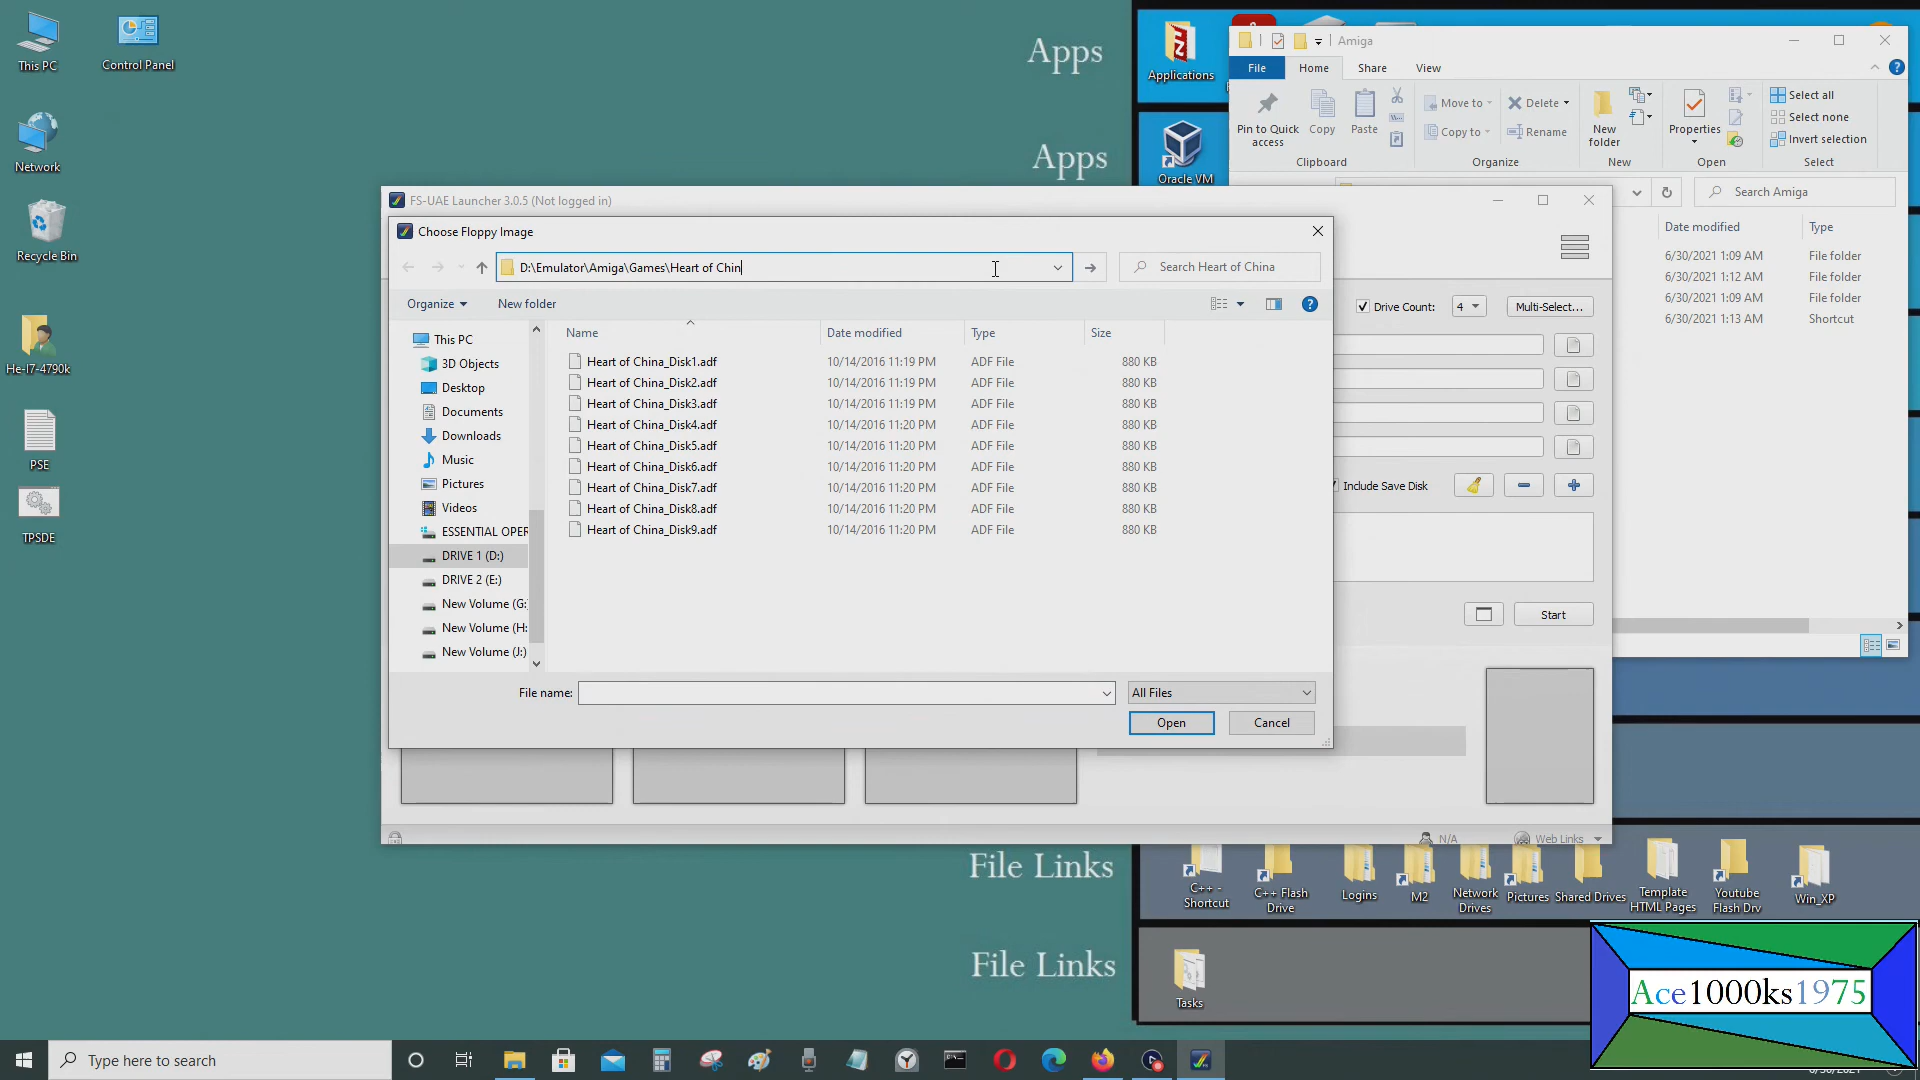 This PC
Control Panel
Network
Recycle Bin
He-I7-4790k
PSE
TPSDE
Apps
Apps
Applications
Oracle VM
Amiga
File
Home
Share
View
Pin to Quick access
Copy
Paste
Move to
Copy to
Delete
Rename
New folder
Properties
Select all
Select none
Invert selection
Clipboard
Organize
New
Open
Select
Search Amiga
Date modified
Type
6/30/2021 1:09 AM
File folder
6/30/2021 1:12 AM
File folder
6/30/2021 1:09 AM
File folder
6/30/2021 1:13 AM
Shortcut
FS-UAE Launcher 3.0.5 (Not logged in)
Choose Floppy Image
D:\Emulator\Amiga\Games\Heart of Chin
Search Heart of China
Organize
New folder
Drive Count:
4
Multi-Select...
This PC
3D Objects
Desktop
Documents
Downloads
Music
Pictures
Videos
ESSENTIAL OPER
DRIVE 1 (D:)
DRIVE 2 (E:)
New Volume (G:
New Volume (H:
New Volume (J:)
Name
Date modified
Type
Size
Heart of China_Disk1.adf 10/14/2016 11:19 PM ADF File 880 KB
Heart of China_Disk2.adf 10/14/2016 11:19 PM ADF File 880 KB
Heart of China_Disk3.adf 10/14/2016 11:19 PM ADF File 880 KB
Heart of China_Disk4.adf 10/14/2016 11:20 PM ADF File 880 KB
Heart of China_Disk5.adf 10/14/2016 11:20 PM ADF File 880 KB
Heart of China_Disk6.adf 10/14/2016 11:20 PM ADF File 880 KB
Heart of China_Disk7.adf 10/14/2016 11:20 PM ADF File 880 KB
Heart of China_Disk8.adf 10/14/2016 11:20 PM ADF File 880 KB
Heart of China_Disk9.adf 10/14/2016 11:20 PM ADF File 880 KB
Include Save Disk
Start
File name:
All Files
Open
Cancel
N/A
Web Links
File Links
C++ - Shortcut
C++ Flash Drive
Logins
M2
Network Drives
Pictures
Shared Drives
Template HTML Pages
Youtube Flash Drv
Win_XP
File Links
Tasks
Ace1000ks1975
Type here to search